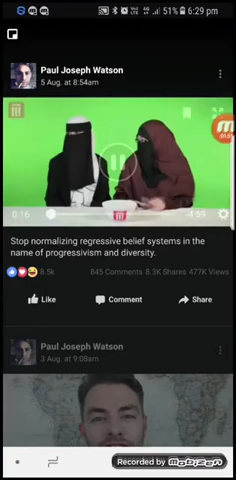 51% 6:29 pm
Paul Joseph Watson
5 Aug. at 8:54am
0:16 -4:59
Stop normalizing regressive belief systems in the
name of progressivism and diversity.
8.5k 845 Comments 8.3K Shares 477K Views
Like Comment Share
Paul Joseph Watson
3 Aug. at 9:08am
Recorded by mobizen